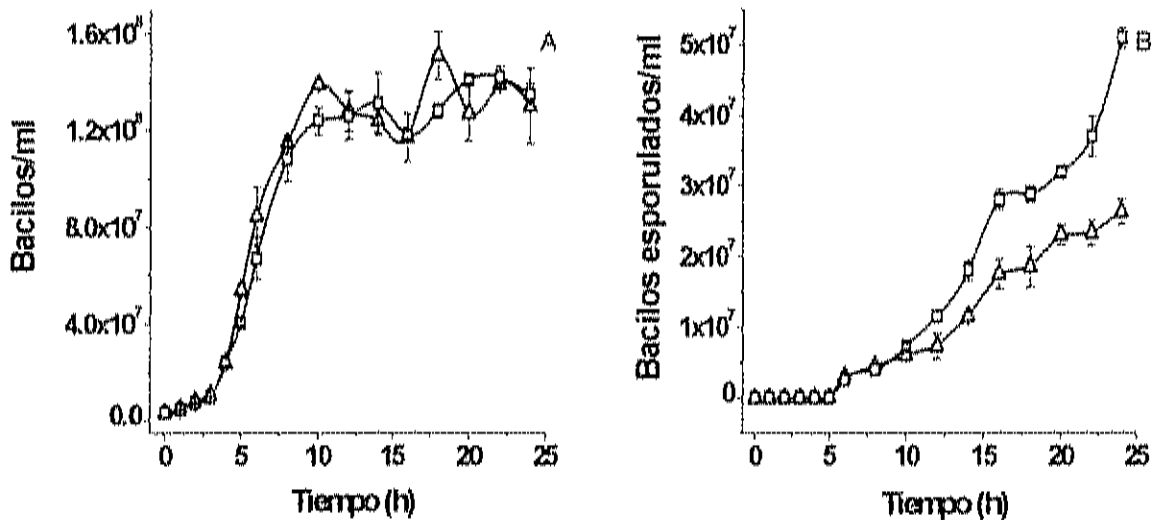 A
Bacilos/ml
1.6x10⁸
1.2x10⁸
8.0x10⁷
4.0x10⁷
0.0
0 5 10 15 20 25
Tiempo (h)
B
Bacilos esporulados/ml
5x10⁷
4x10⁷
3x10⁷
2x10⁷
1x10⁷
0
0 5 10 15 20 25
Tiempo (h)